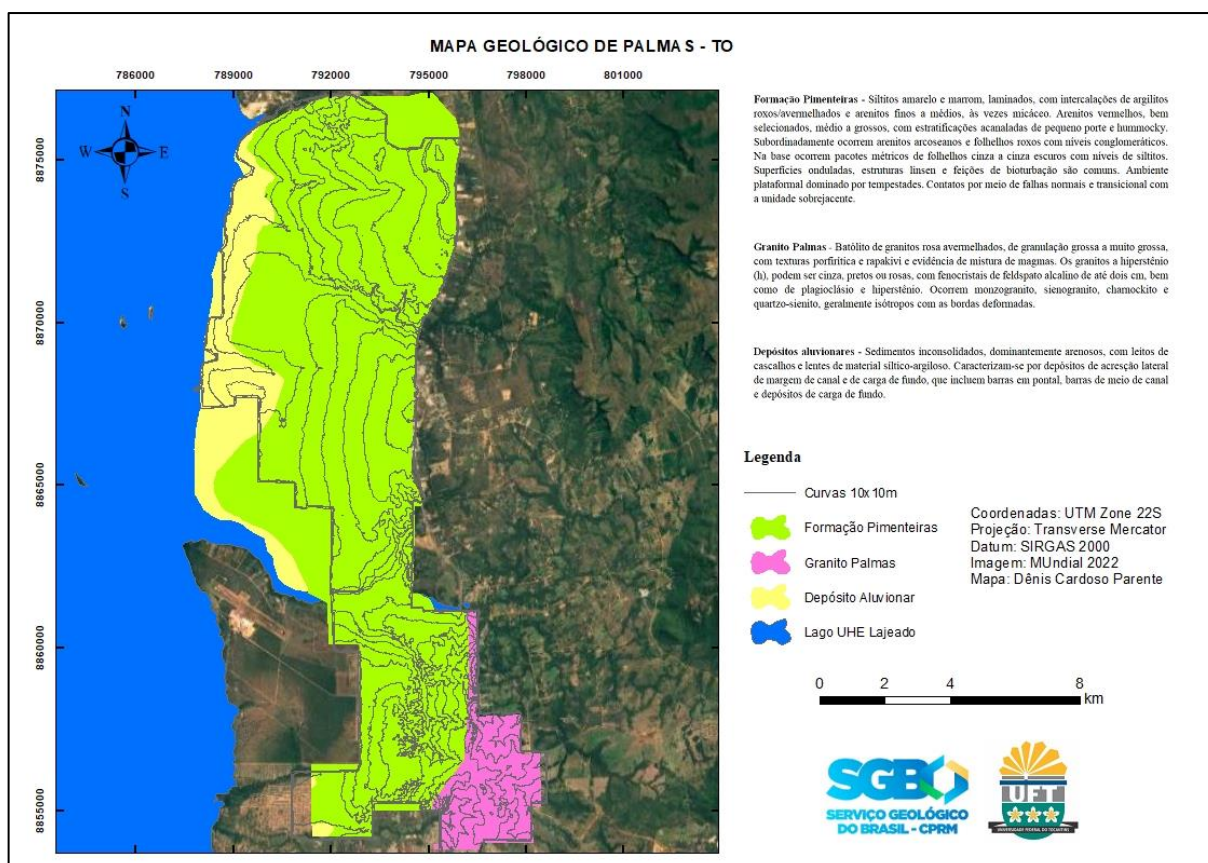 MAPA GEOLÓGICO DE PALMAS - TO
786000 789000 792000 795000 798000 801000
8875000
8870000
8865000
8860000
8855000
N
W E
S
Formação Pimenteiras - Siltitos amarelo e marrom, laminados, com intercalações de argilitos
roxos/avermelhados e arenitos finos a médios, às vezes micáceo. Arenitos vermelhos, bem
selecionados, médio a grossos, com estratificações acanaladas de pequeno porte e hummocky.
Subordinadamente ocorrem arenitos arcoseanos e folhelhos roxos com níveis conglomeráticos.
Na base ocorrem pacotes métricos de folhelhos cinza a cinza escuros com níveis de siltitos.
Superfícies onduladas, estruturas linsen e feições de bioturbação são comuns. Ambiente
plataformal dominado por tempestades. Contatos por meio de falhas normais e transicional com
a unidade sobrejacente.
Granito Palmas - Batólito de granitos rosa avermelhados, de granulação grossa a muito grossa,
com texturas porfirítica e rapakivi e evidência de mistura de magmas. Os granitos a hiperstênio
(h), podem ser cinza, pretos ou rosas, com fenocristais de feldspato alcalino de até dois cm, bem
como de plagioclásio e hiperstênio. Ocorrem monzogranito, sienogranito, charnockito e
quartzo-sienito, geralmente isótropos com as bordas deformadas.
Depósitos aluvionares - Sedimentos inconsolidados, dominantemente arenosos, com leitos de
cascalhos e lentes de material síltico-argiloso. Caracterizam-se por depósitos de acresção lateral
de margem de canal e de carga de fundo, que incluem barras em pontal, barras de meio de canal
e depósitos de carga de fundo.
Legenda
Curvas 10x10m
Formação Pimenteiras
Granito Palmas
Depósito Aluvionar
Lago UHE Lajeado
Coordenadas: UTM Zone 22S
Projeção: Transverse Mercator
Datum: SIRGAS 2000
Imagem: MUndial 2022
Mapa: Dênis Cardoso Parente
0 2 4 8
km
SGB
SERVIÇO GEOLÓGICO
DO BRASIL - CPRM
UFT
UNIVERSIDADE FEDERAL DO TOCANTINS